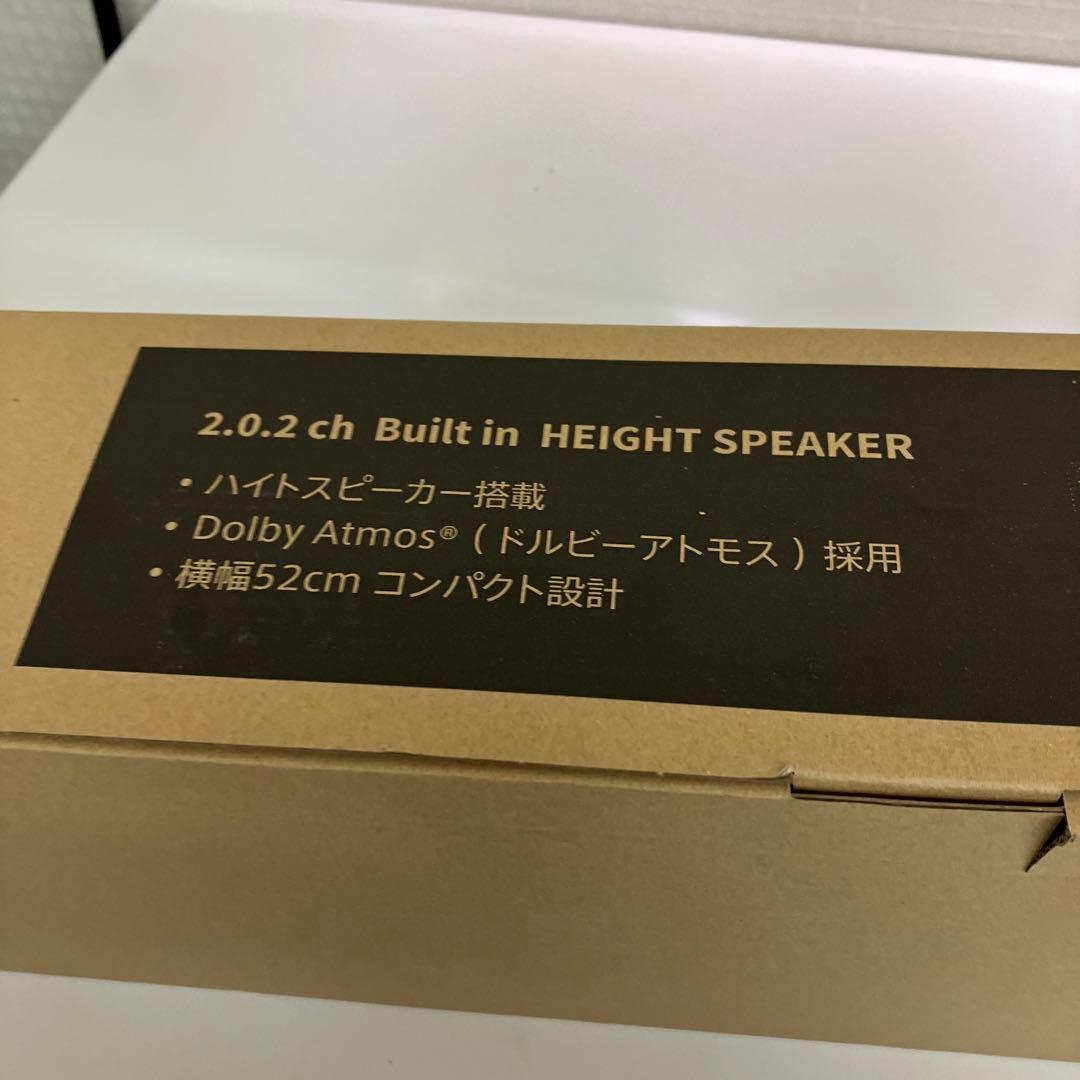 2.0.2 ch Built in HEIGHT SPEAKER
・ハイトスピーカー搭載
・Dolby Atmos®（ドルビーアトモス）採用
・横幅52cm コンパクト設計